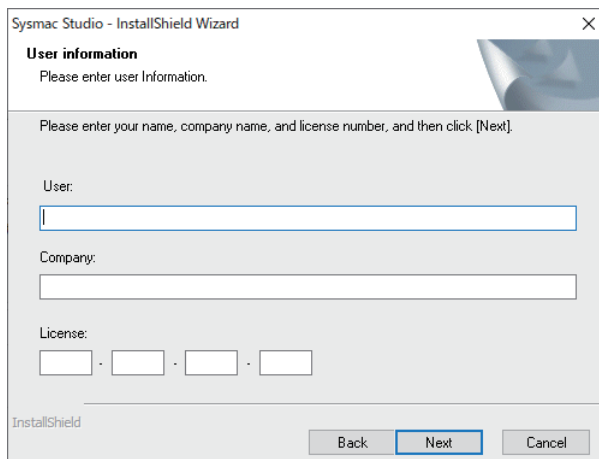 Sysmac Studio - InstallShield Wizard
User information
Please enter user Information.
Please enter your name, company name, and license number, and then click [Next].
User:
Company:
License:
- - -
InstallShield
Back Next Cancel